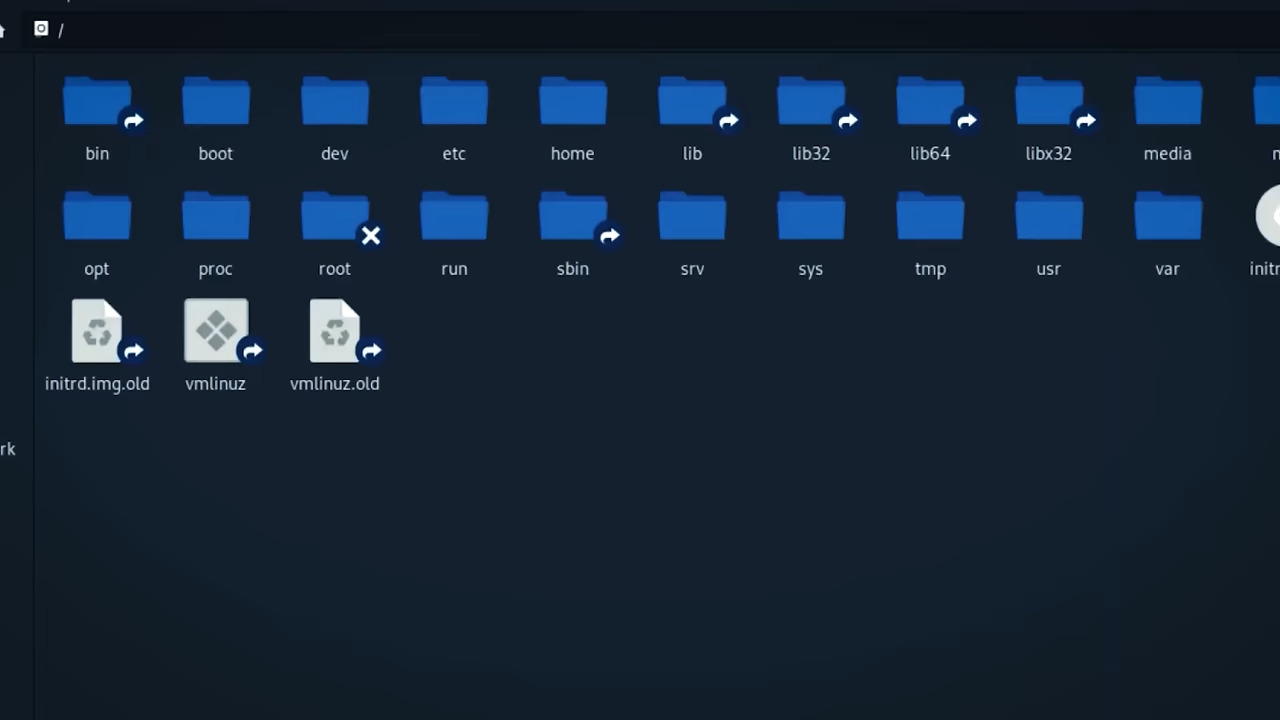 /
bin boot dev etc home lib lib32 lib64 libx32 media
opt proc root run sbin srv sys tmp usr var
initrd.img.old vmlinuz vmlinuz.old
rk